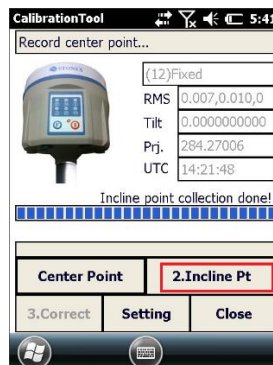 CalibrationTool 5:41
Record center point...
STONEX
(12)Fixed
RMS 0.007,0.010,0
Tilt 0.0000000000
Prj. 284.27006
UTC 14:21:48
Incline point collection done!
Center Point 2.Incline Pt
3.Correct Setting Close